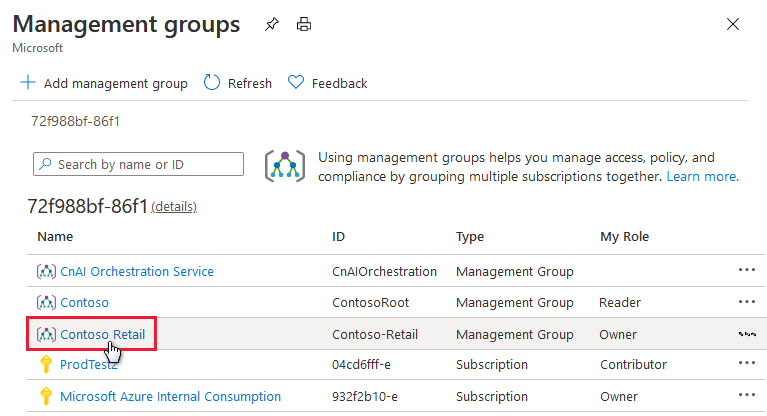 Management groups
Microsoft
Add management group Refresh Feedback
72f988bf-86f1
Search by name or ID
Using management groups helps you manage access, policy, and
compliance by grouping multiple subscriptions together. Learn more.
72f988bf-86f1 (details)
Name ID Type My Role
CnAI Orchestration Service CnAIOrchestration Management Group
Contoso ContosoRoot Management Group Reader
Contoso Retail Contoso-Retail Management Group Owner
ProdTest2 04cd6fff-e Subscription Contributor
Microsoft Azure Internal Consumption 932f2b10-e Subscription Owner